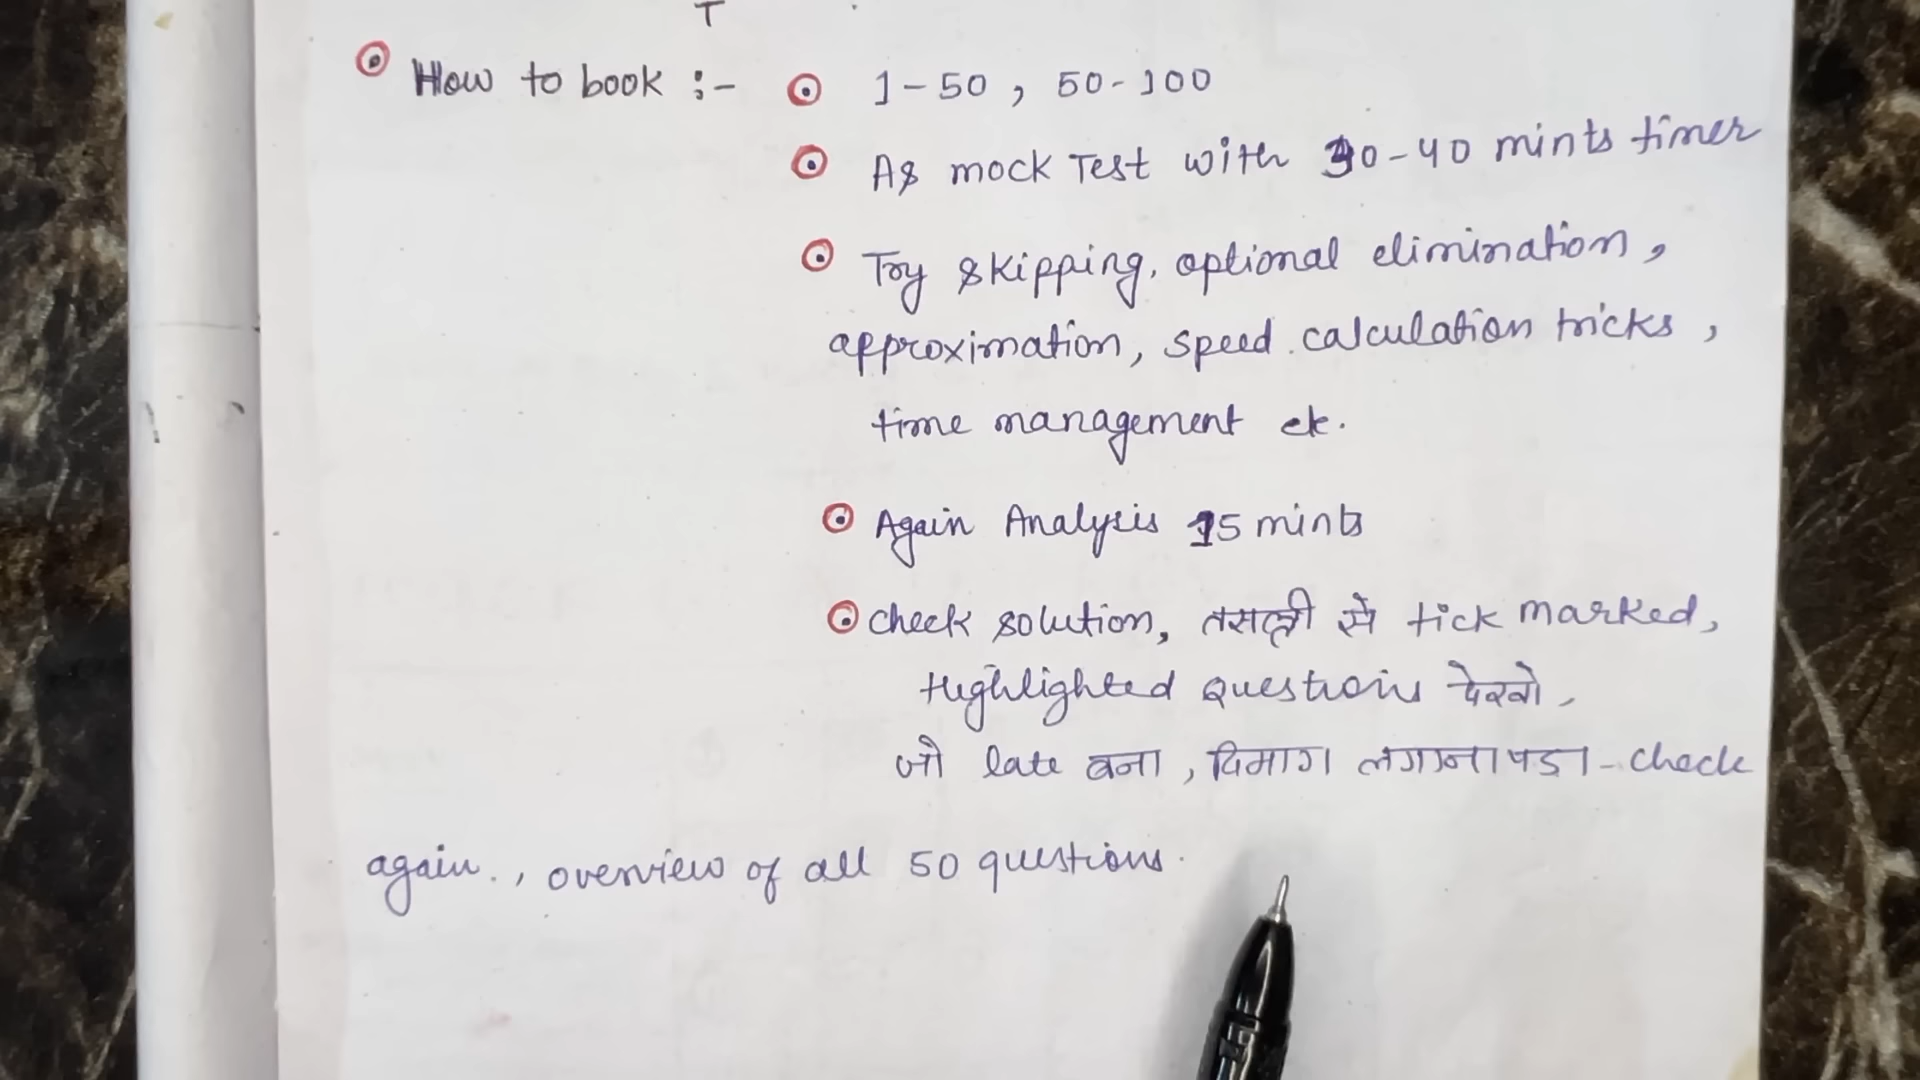 How to book :- 1-50, 50-100
As mock Test with 30-40 mints timer
Try skipping, optional elimination,
approximation, speed calculation tricks,
time management etc.
Again Analysis 15 mints
check solution, तसल्ली से tick marked,
Highlighted questions देखो,
जो late बना, दिमाग लगाना पडा - check
again., overview of all 50 questions.